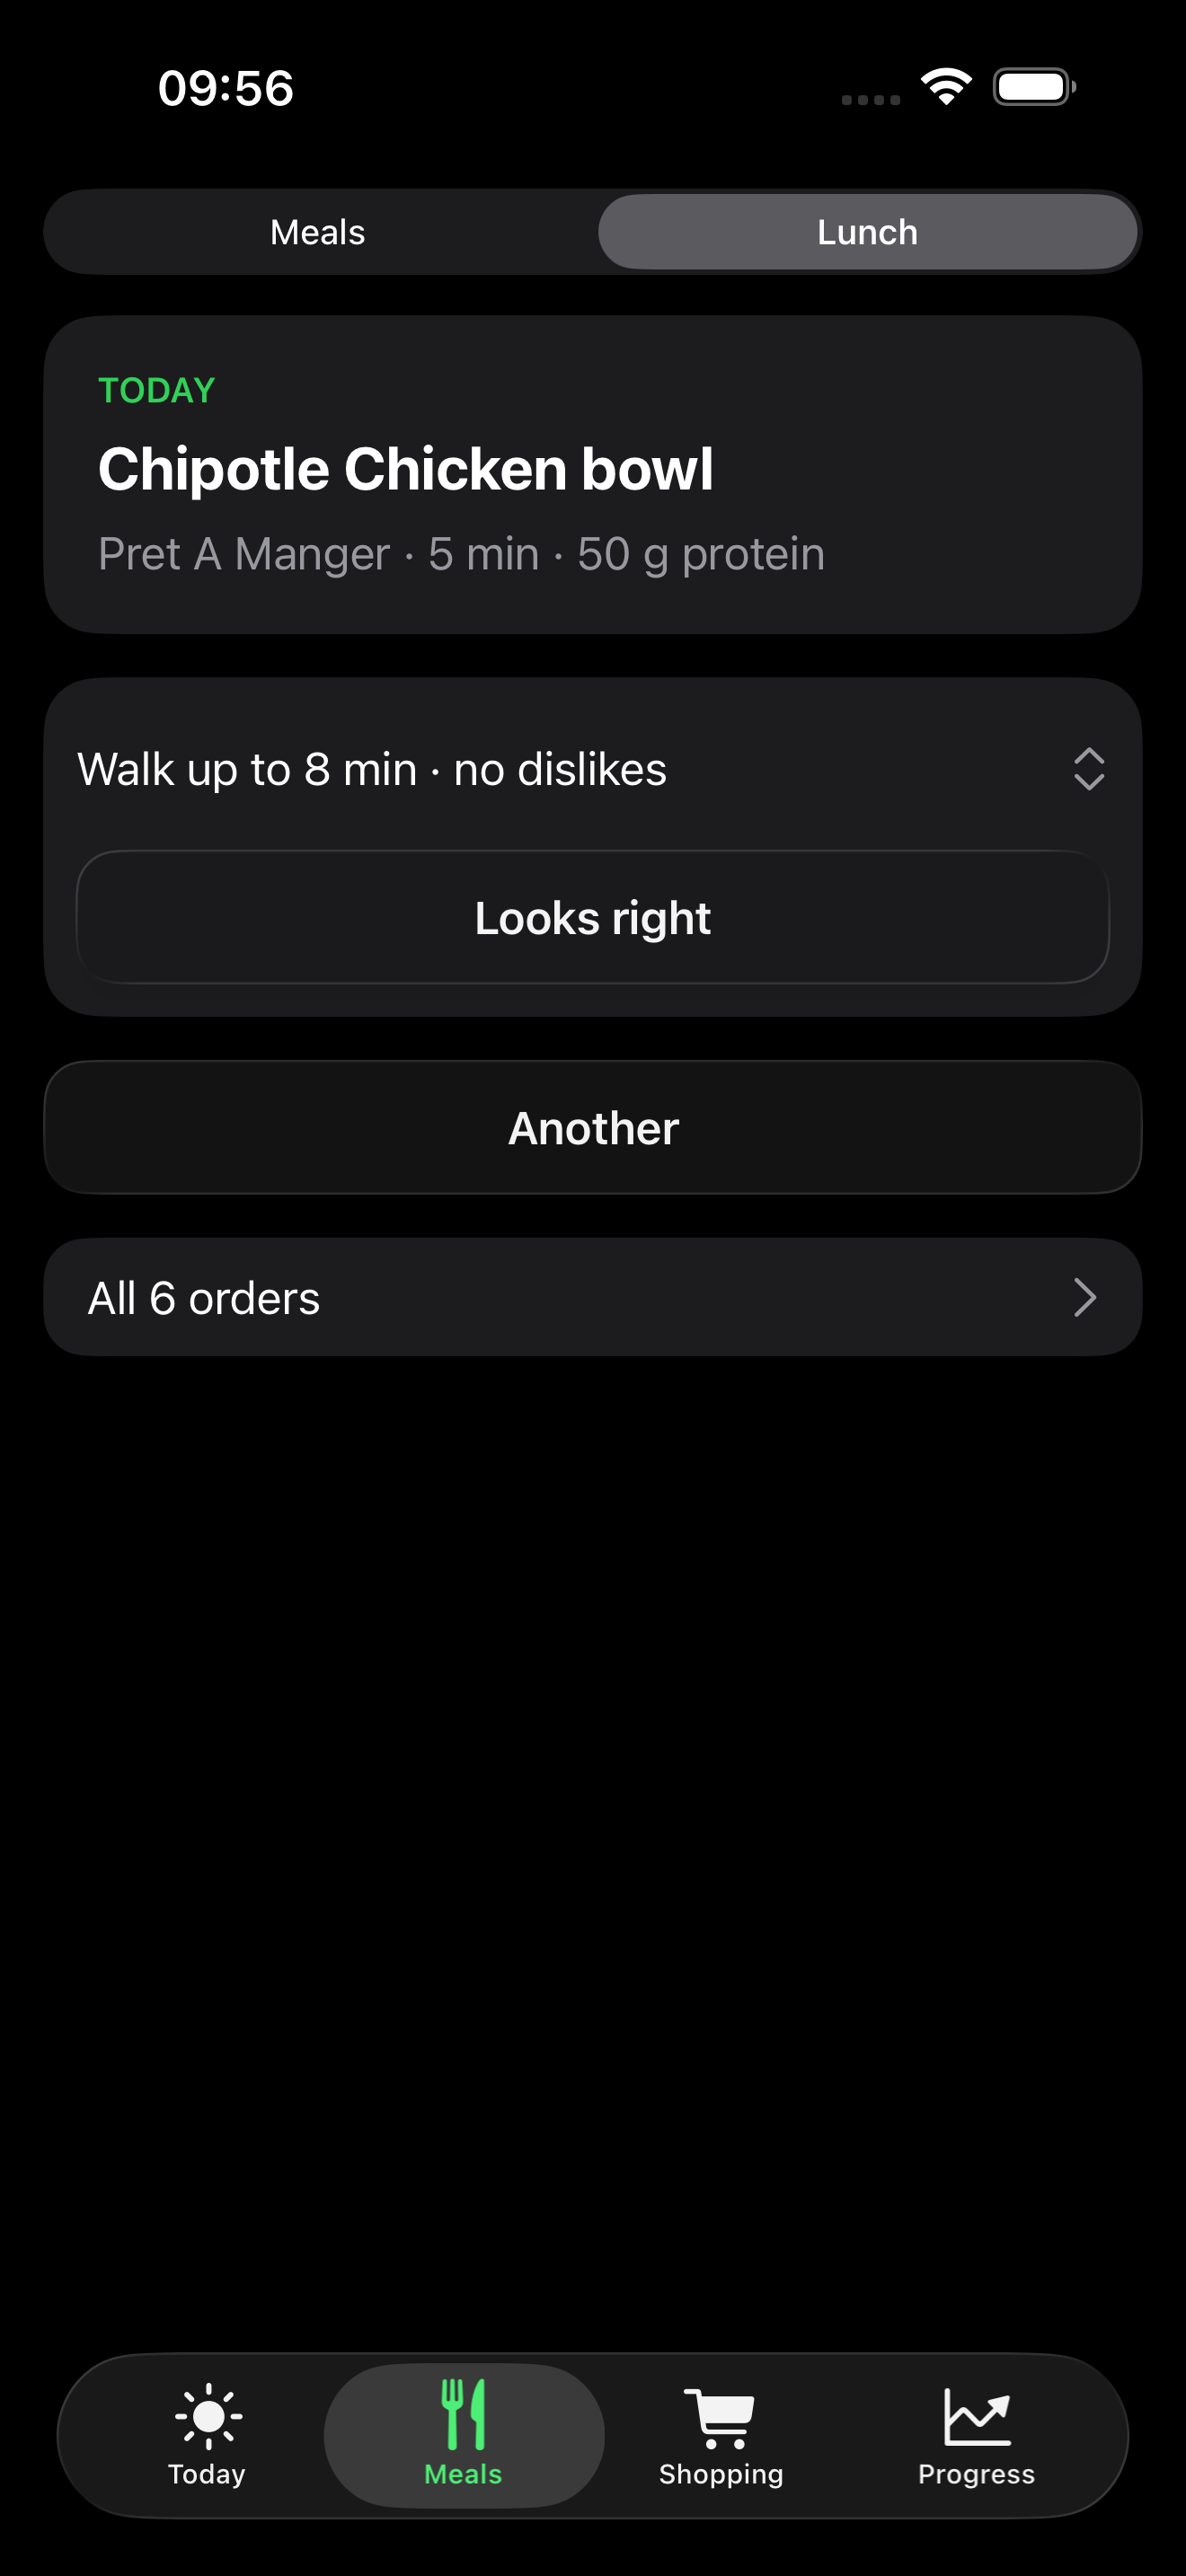 09:56
Meals
Lunch
TODAY
Chipotle Chicken bowl
Pret A Manger · 5 min · 50 g protein
Walk up to 8 min · no dislikes
Looks right
Another
All 6 orders
Today
Meals
Shopping
Progress